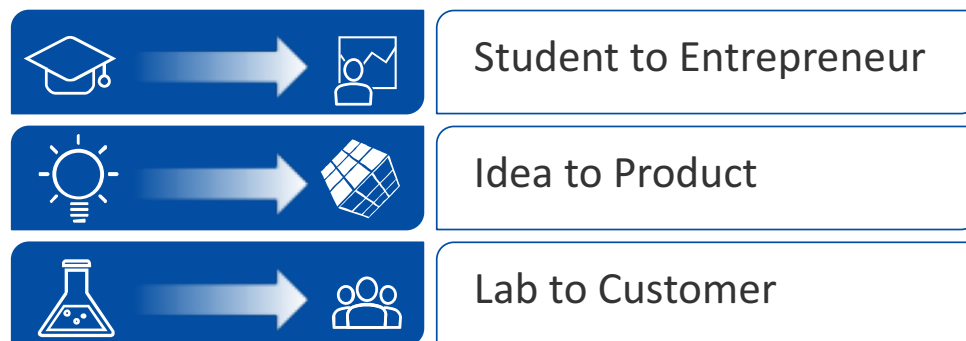 Student to Entrepreneur
Idea to Product
Lab to Customer